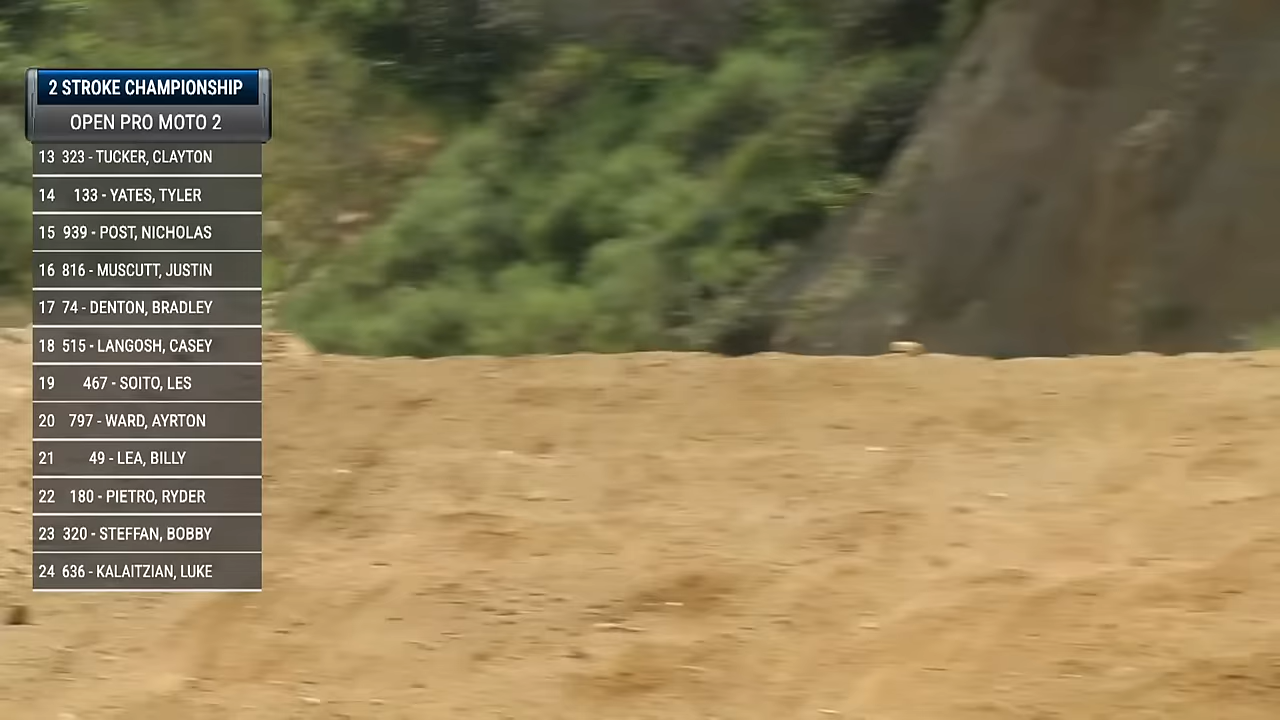 2 STROKE CHAMPIONSHIP
OPEN PRO MOTO 2
13 323 - TUCKER, CLAYTON
14 133 - YATES, TYLER
15 939 - POST, NICHOLAS
16 816 - MUSCUTT, JUSTIN
17 74 - DENTON, BRADLEY
18 515 - LANGOSH, CASEY
19 467 - SOITO, LES
20 797 - WARD, AYRTON
21 49 - LEA, BILLY
22 180 - PIETRO, RYDER
23 320 - STEFFAN, BOBBY
24 636 - KALAITZIAN, LUKE